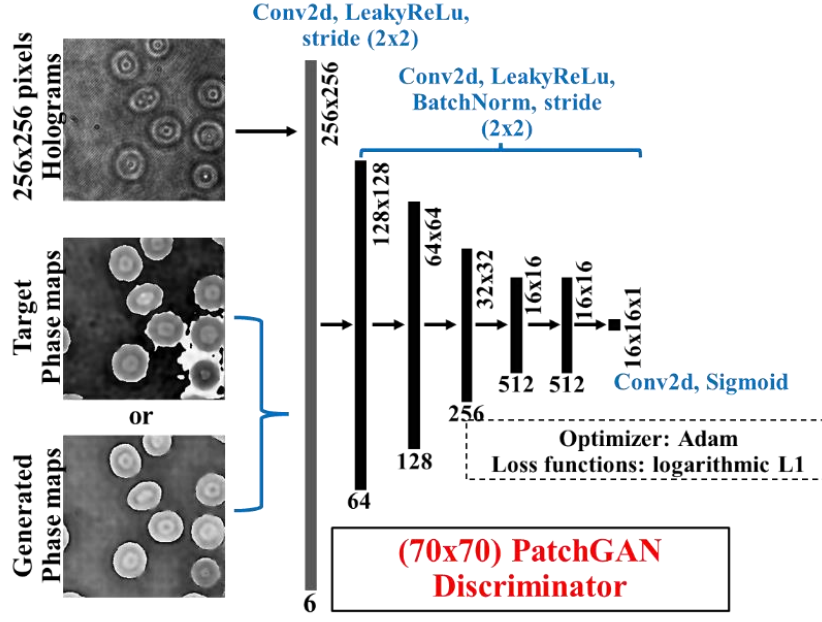 Conv2d, LeakyReLu,
stride (2x2)
256x256 pixels
Holograms
256x256
Conv2d, LeakyReLu,
BatchNorm, stride
(2x2)
128x128
64x64
32x32
16x16
16x16
16x16x1
Target
Phase maps
or
Generated
Phase maps
6
64
128
256
512
512
Conv2d, Sigmoid
Optimizer: Adam
Loss functions: logarithmic L1
(70x70) PatchGAN
Discriminator